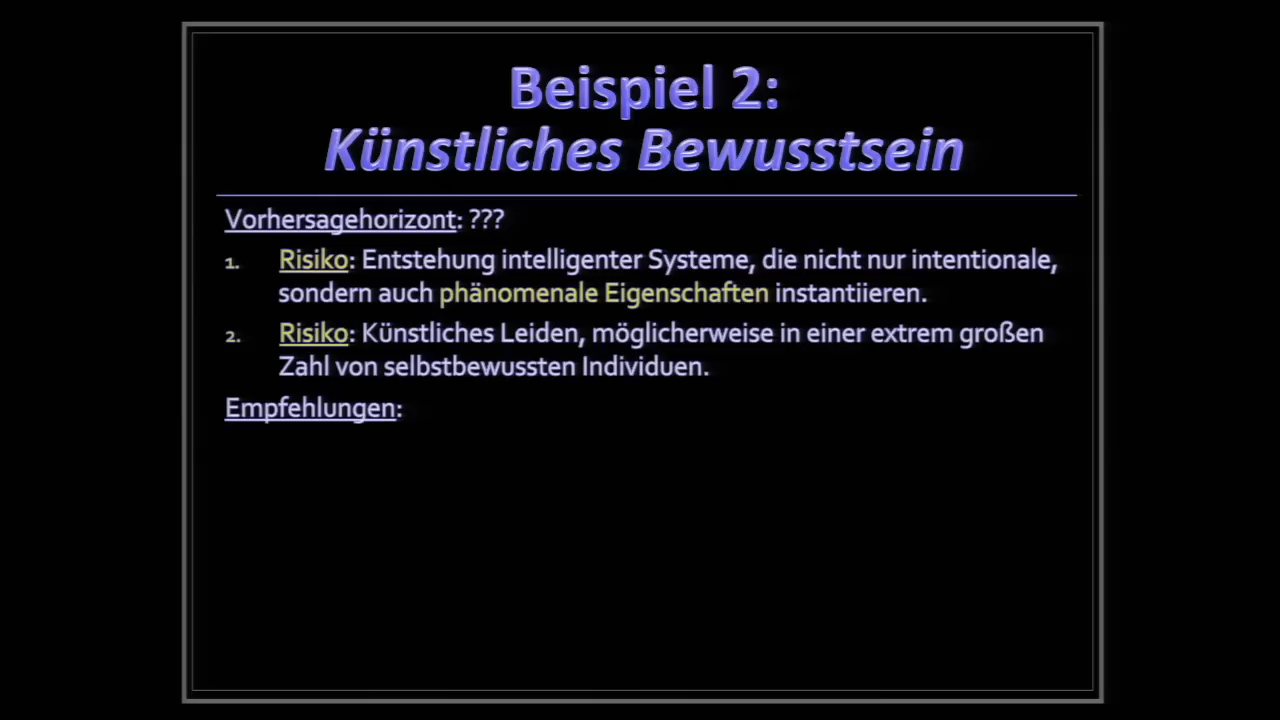 Beispiel 2:
Künstliches Bewusstsein
Vorhersagehorizont: ???
1. Risiko: Entstehung intelligenter Systeme, die nicht nur intentionale,
sondern auch phänomenale Eigenschaften instantiieren.
2. Risiko: Künstliches Leiden, möglicherweise in einer extrem großen
Zahl von selbstbewussten Individuen.
Empfehlungen: